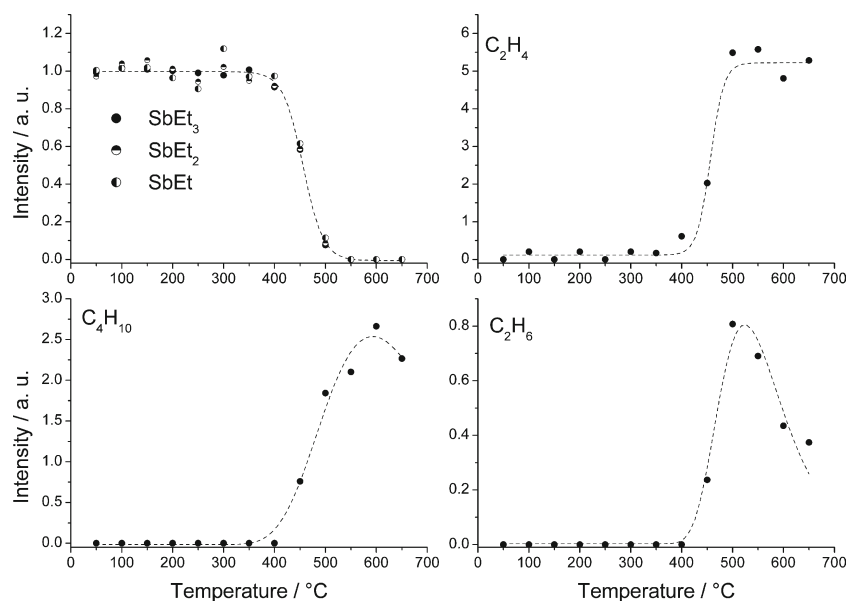 1.2
1.0
0.8
0.6
0.4
0.2
0.0
Intensity / a. u.
SbEt₃
SbEt₂
SbEt
0 100 200 300 400 500 600 700
C₂H₄
6
5
4
3
2
1
0
Intensity / a. u.
0 100 200 300 400 500 600 700
C₄H₁₀
3.0
2.5
2.0
1.5
1.0
0.5
0.0
Intensity / a. u.
0 100 200 300 400 500 600 700
Temperature / °C
C₂H₆
0.8
0.6
0.4
0.2
0.0
Intensity / a. u.
0 100 200 300 400 500 600 700
Temperature / °C